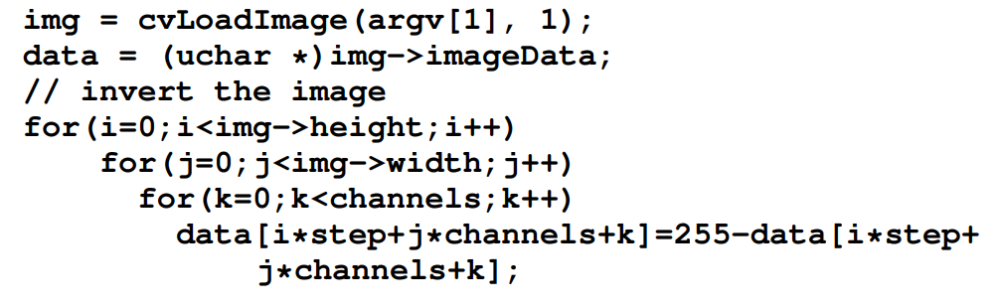 img = cvLoadImage(argv[1], 1);
data = (uchar *)img->imageData;
// invert the image
for(i=0;i<img->height;i++)
for(j=0;j<img->width;j++)
for(k=0;k<channels;k++)
data[i*step+j*channels+k]=255-data[i*step+
j*channels+k];